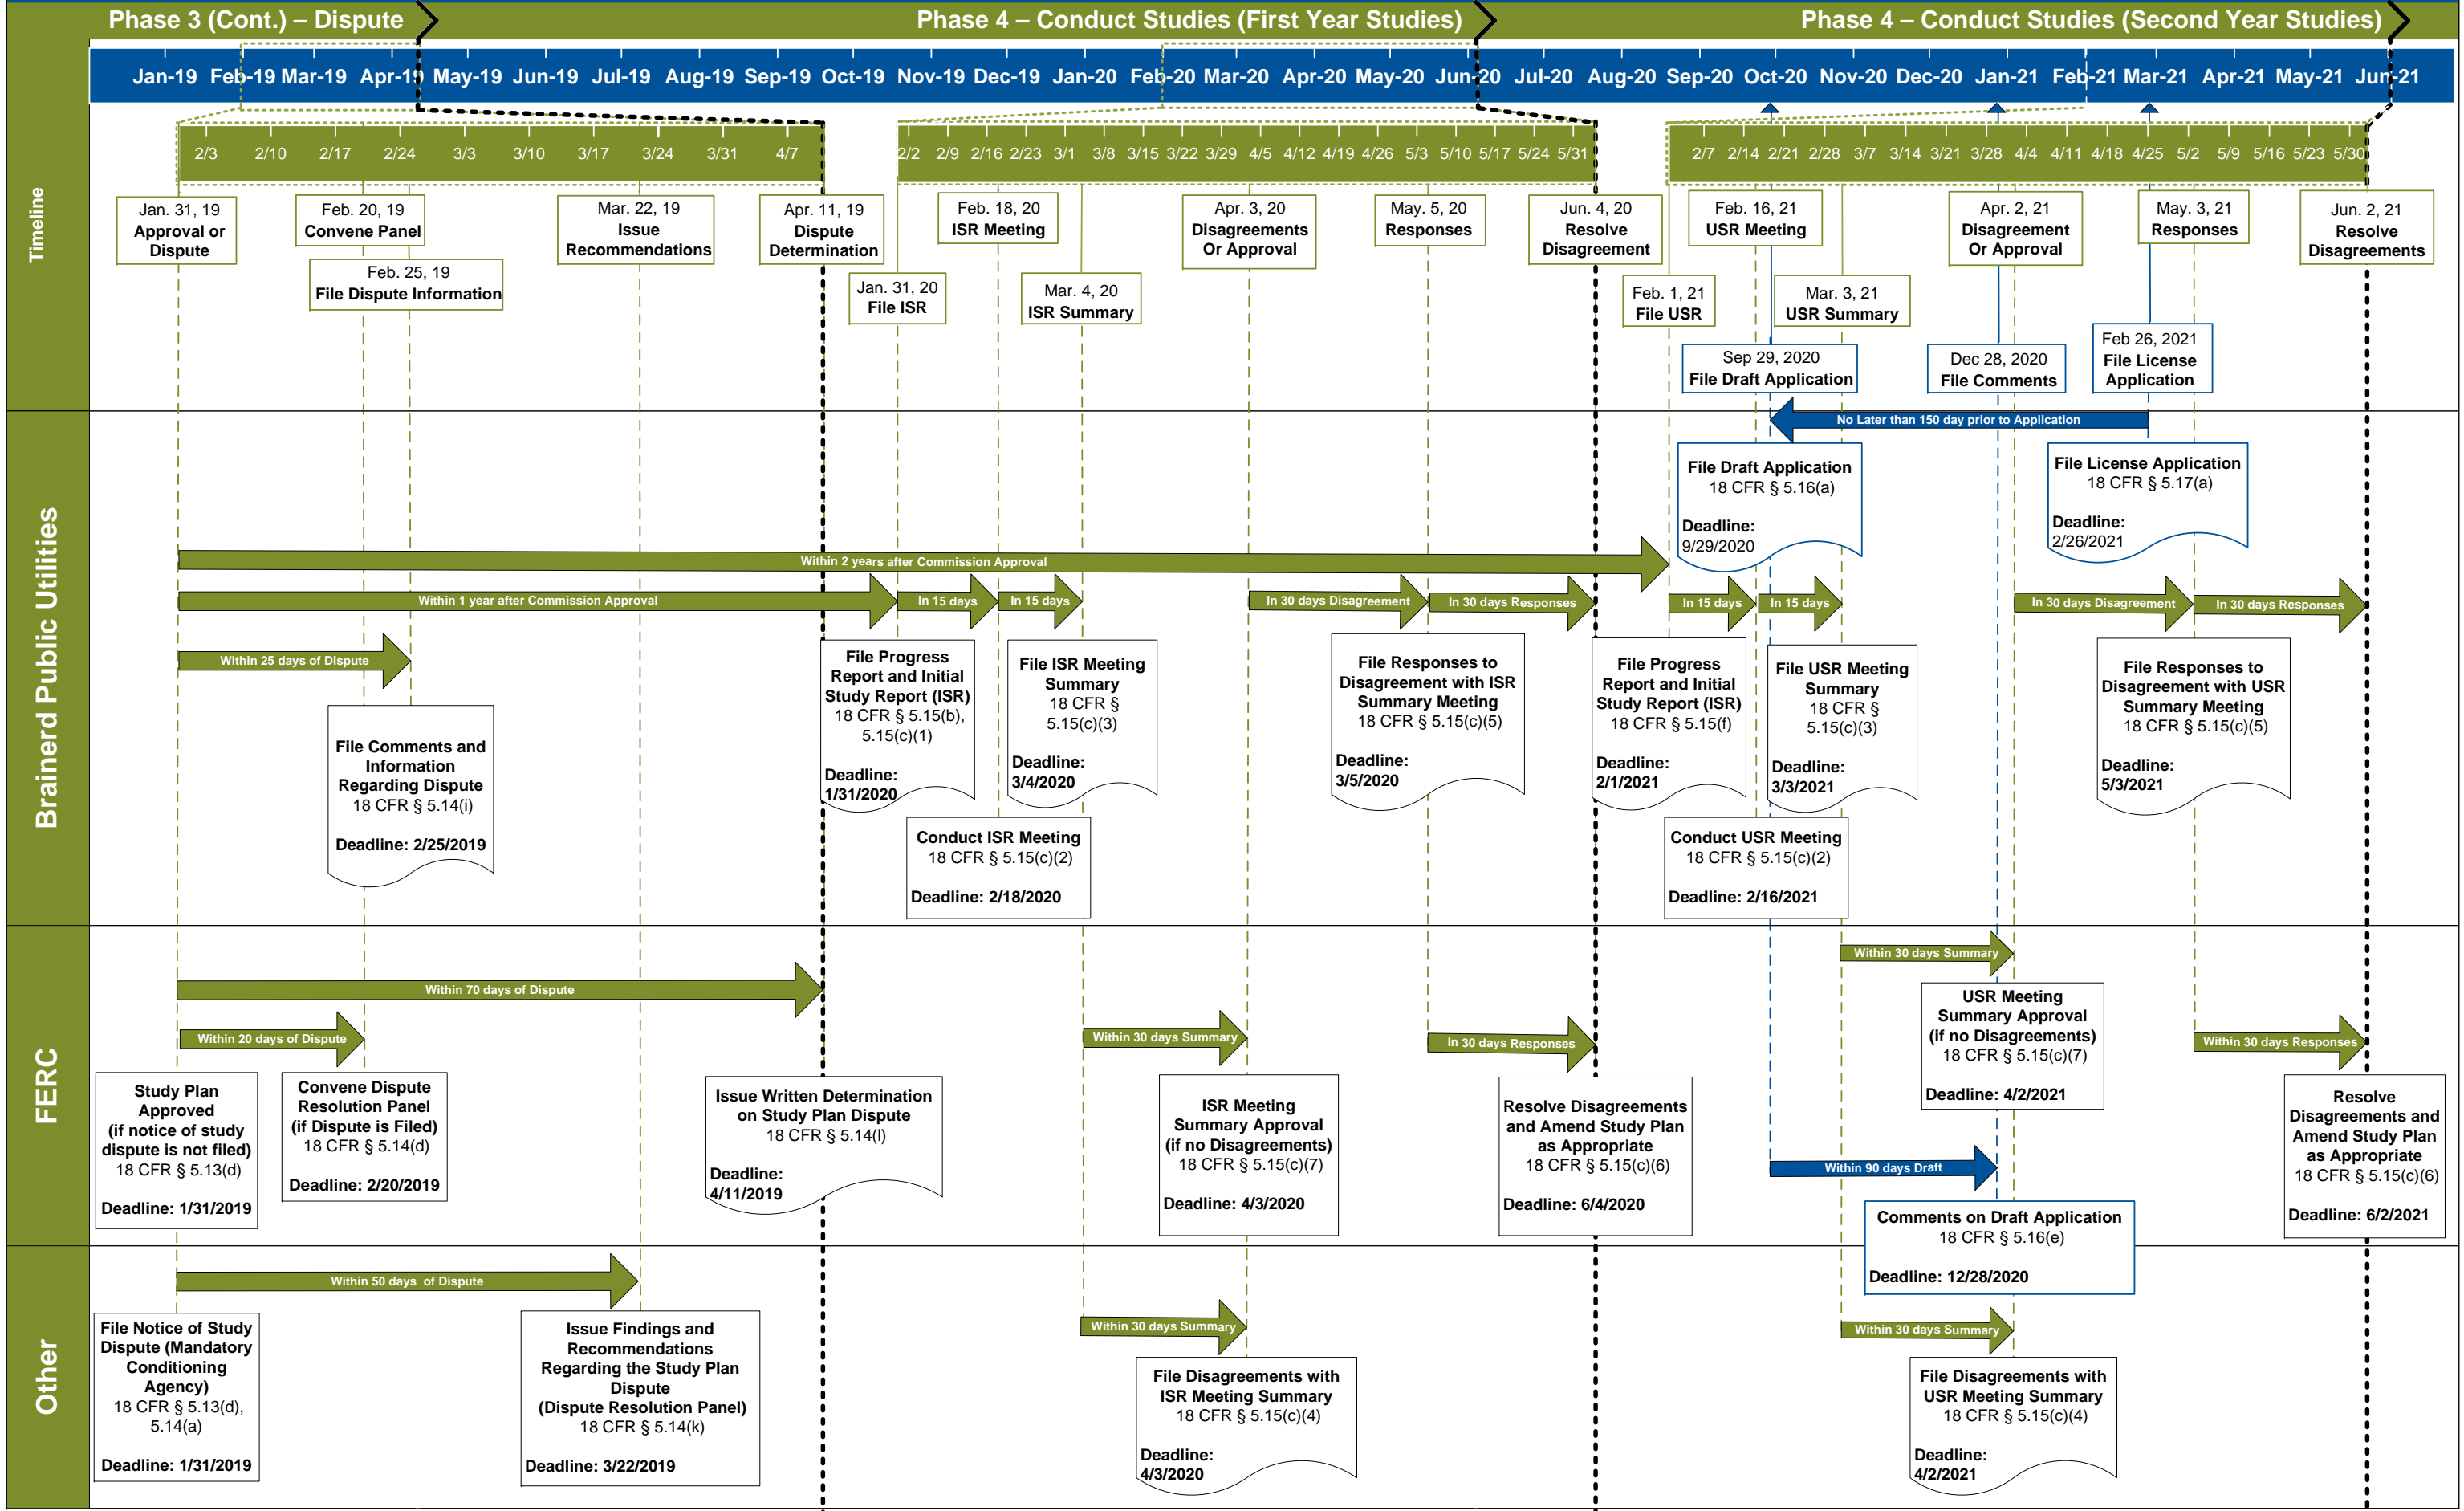 Phase 3 (Cont.) – Dispute
Phase 4 – Conduct Studies (First Year Studies)
Phase 4 – Conduct Studies (Second Year Studies)
Timeline
Jan-19 Feb-19 Mar-19 Apr-19 May-19 Jun-19 Jul-19 Aug-19 Sep-19 Oct-19 Nov-19 Dec-19 Jan-20 Feb-20 Mar-20 Apr-20 May-20 Jun-20 Jul-20 Aug-20 Sep-20 Oct-20 Nov-20 Dec-20 Jan-21 Feb-21 Mar-21 Apr-21 May-21 Jun-21
2/3 2/10 2/17 2/24 3/3 3/10 3/17 3/24 3/31 4/7
2/2 2/9 2/16 2/23 3/1 3/8 3/15 3/22 3/29 4/5 4/12 4/19 4/26 5/3 5/10 5/17 5/24 5/31
2/7 2/14 2/21 2/28 3/7 3/14 3/21 3/28 4/4 4/11 4/18 4/25 5/2 5/9 5/16 5/23 5/30
Jan. 31, 19
Approval or
Dispute
Feb. 20, 19
Convene Panel
Feb. 25, 19
File Dispute Information
Mar. 22, 19
Issue
Recommendations
Apr. 11, 19
Dispute
Determination
Jan. 31, 20
File ISR
Feb. 18, 20
ISR Meeting
Mar. 4, 20
ISR Summary
Apr. 3, 20
Disagreements
Or Approval
May. 5, 20
Responses
Jun. 4, 20
Resolve
Disagreement
Feb. 1, 21
File USR
Feb. 16, 21
USR Meeting
Mar. 3, 21
USR Summary
Apr. 2, 21
Disagreement
Or Approval
May. 3, 21
Responses
Jun. 2, 21
Resolve
Disagreements
Sep 29, 2020
File Draft Application
Dec 28, 2020
File Comments
Feb 26, 2021
File License
Application
Brainerd Public Utilities
No Later than 150 day prior to Application
File Draft Application
18 CFR § 5.16(a)
Deadline:
9/29/2020
File License Application
18 CFR § 5.17(a)
Deadline:
2/26/2021
Within 2 years after Commission Approval
Within 1 year after Commission Approval
In 15 days
In 15 days
In 30 days Disagreement
In 30 days Responses
In 15 days
In 15 days
In 30 days Disagreement
In 30 days Responses
Within 25 days of Dispute
File Comments and
Information
Regarding Dispute
18 CFR § 5.14(i)
Deadline: 2/25/2019
File Progress
Report and Initial
Study Report (ISR)
18 CFR § 5.15(b),
5.15(c)(1)
Deadline:
1/31/2020
File ISR Meeting
Summary
18 CFR §
5.15(c)(3)
Deadline:
3/4/2020
File Responses to
Disagreement with ISR
Summary Meeting
18 CFR § 5.15(c)(5)
Deadline:
3/5/2020
File Progress
Report and Initial
Study Report (ISR)
18 CFR § 5.15(f)
Deadline:
2/1/2021
File USR Meeting
Summary
18 CFR §
5.15(c)(3)
Deadline:
3/3/2021
File Responses to
Disagreement with USR
Summary Meeting
18 CFR § 5.15(c)(5)
Deadline:
5/3/2021
Conduct ISR Meeting
18 CFR § 5.15(c)(2)
Deadline: 2/18/2020
Conduct USR Meeting
18 CFR § 5.15(c)(2)
Deadline: 2/16/2021
FERC
Within 70 days of Dispute
Within 20 days of Dispute
Within 30 days Summary
In 30 days Responses
Within 30 days Summary
Within 30 days Responses
Study Plan
Approved
(if notice of study
dispute is not filed)
18 CFR § 5.13(d)
Deadline: 1/31/2019
Convene Dispute
Resolution Panel
(if Dispute is Filed)
18 CFR § 5.14(d)
Deadline: 2/20/2019
Issue Written Determination
on Study Plan Dispute
18 CFR § 5.14(l)
Deadline:
4/11/2019
ISR Meeting
Summary Approval
(if no Disagreements)
18 CFR § 5.15(c)(7)
Deadline: 4/3/2020
Resolve Disagreements
and Amend Study Plan
as Appropriate
18 CFR § 5.15(c)(6)
Deadline: 6/4/2020
USR Meeting
Summary Approval
(if no Disagreements)
18 CFR § 5.15(c)(7)
Deadline: 4/2/2021
Within 90 days Draft
Comments on Draft Application
18 CFR § 5.16(e)
Deadline: 12/28/2020
Resolve
Disagreements and
Amend Study Plan
as Appropriate
18 CFR § 5.15(c)(6)
Deadline: 6/2/2021
Other
Within 50 days of Dispute
Within 30 days Summary
Within 30 days Summary
File Notice of Study
Dispute (Mandatory
Conditioning
Agency)
18 CFR § 5.13(d),
5.14(a)
Deadline: 1/31/2019
Issue Findings and
Recommendations
Regarding the Study Plan
Dispute
(Dispute Resolution Panel)
18 CFR § 5.14(k)
Deadline: 3/22/2019
File Disagreements with
ISR Meeting Summary
18 CFR § 5.15(c)(4)
Deadline:
4/3/2020
File Disagreements with
USR Meeting Summary
18 CFR § 5.15(c)(4)
Deadline:
4/2/2021